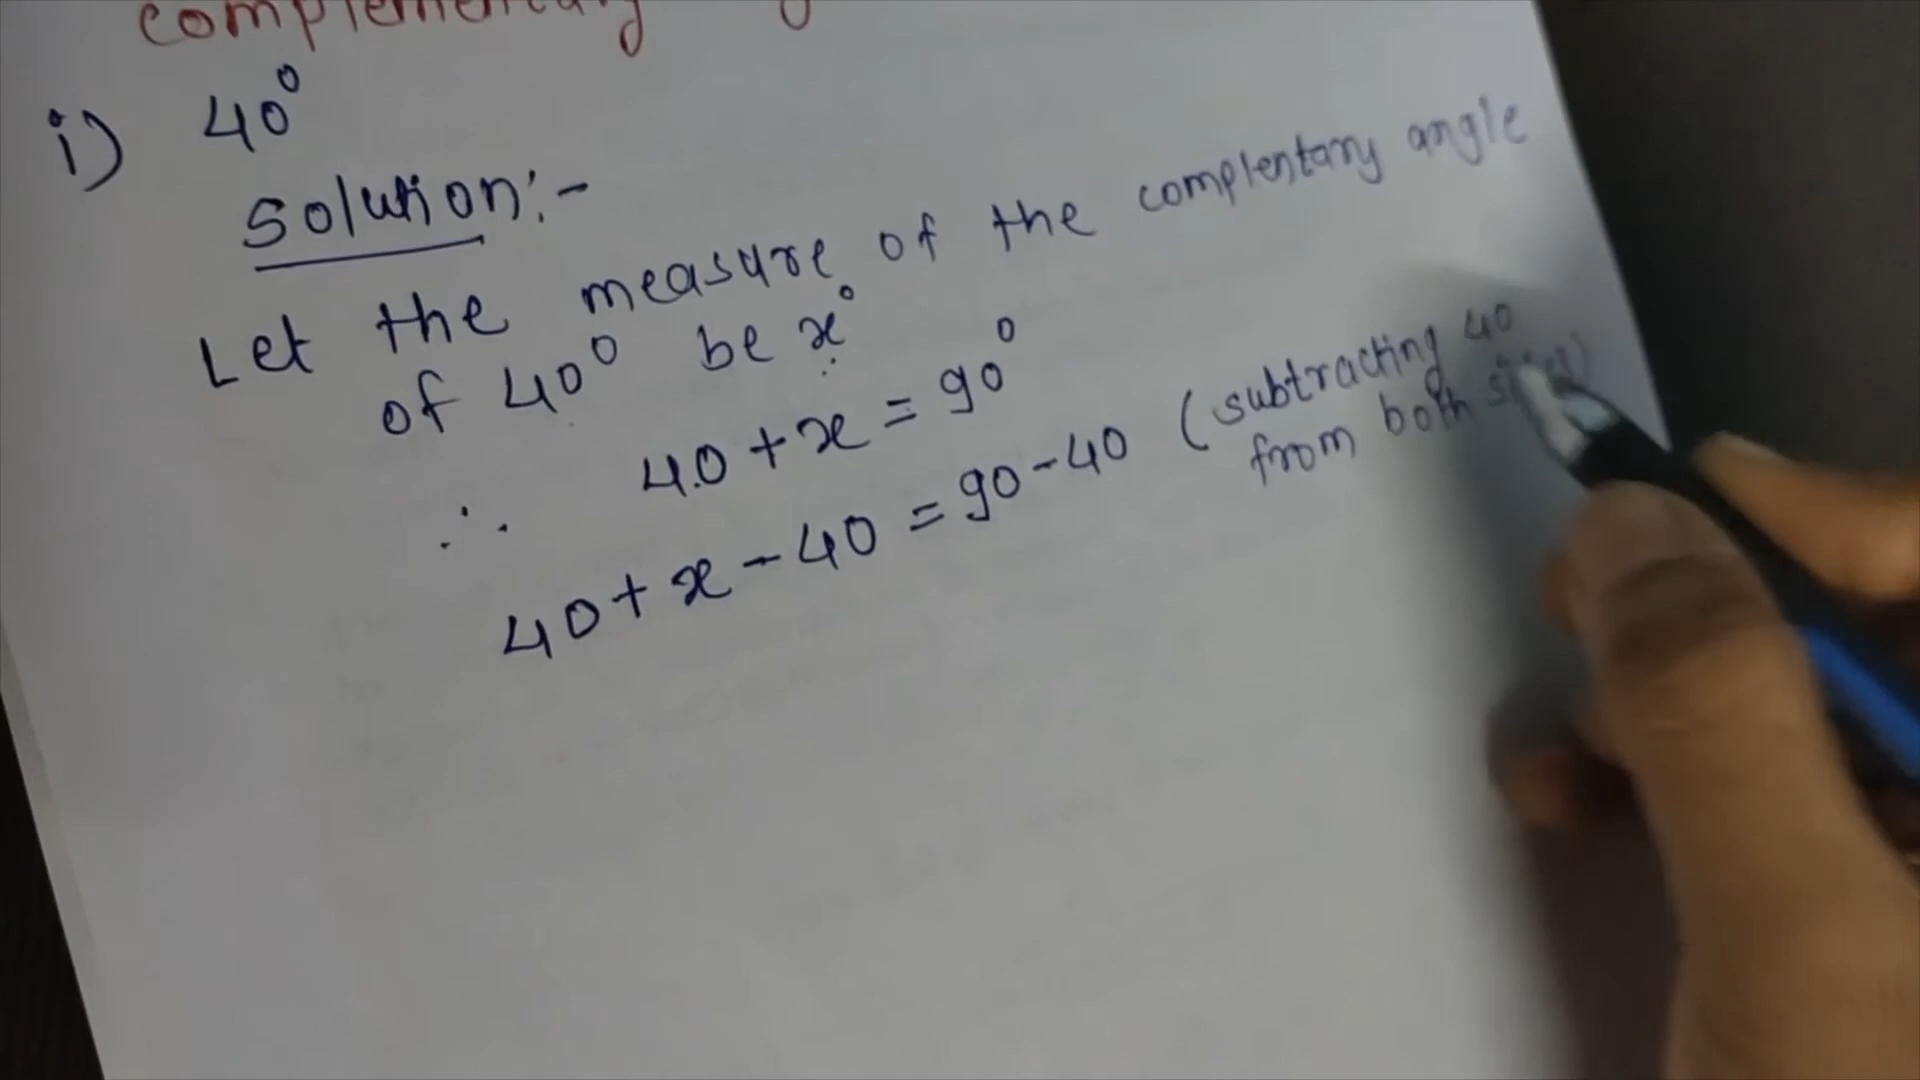 complementary
i) 40°
Solution:-
Let the measure of the complentary angle
of 40° be x°
∴ 40 + x = 90°
40 + x - 40 = 90 - 40 (subtracting 40
from both